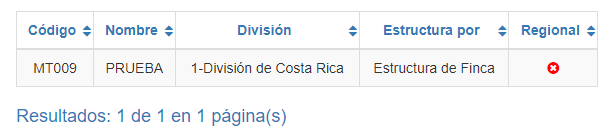 Código Nombre División Estructura por Regional
MT009 PRUEBA 1-División de Costa Rica Estructura de Finca
Resultados: 1 de 1 en 1 página(s)